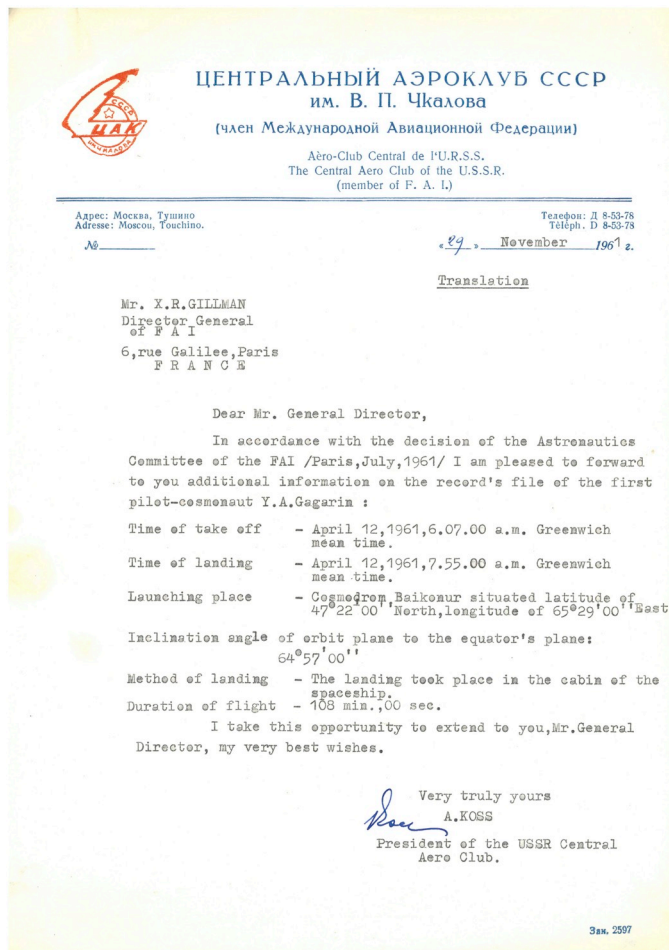 СССР
ЦАК
ИМ ЧКАЛОВА
ЦЕНТРАЛЬНЫЙ АЭРОКЛУБ СССР
им. В. П. Чкалова
(член Международной Авиационной Федерации)
Aèro-Club Central de l'U.R.S.S.
The Central Aero Club of the U.S.S.R.
(member of F. A. I.)
Адрес: Москва, Тушино
Adresse: Moscou, Touchino.
Телефон: Д 8-53-78
Télèph. D 8-53-78
№
«29» November 1961 г.
Translation
Mr. X.R.GILLMAN
Director General
of F A I
6,rue Galilee,Paris
F R A N C E
Dear Mr. General Director,
In accordance with the decision of the Astronautics
Committee of the FAI /Paris,July,1961/ I am pleased to forward
to you additional information on the record's file of the first
pilot-cosmonaut Y.A.Gagarin :
Time of take off - April 12,1961,6.07.00 a.m. Greenwich
mean time.
Time of landing - April 12,1961,7.55.00 a.m. Greenwich
mean time.
Launching place - Cosmodrom Baikonur situated latitude of
47°22'00''North,longitude of 65°29'00''East
Inclination angle of orbit plane to the equator's plane:
64°57'00''
Method of landing - The landing took place in the cabin of the
spaceship.
Duration of flight - 108 min.,00 sec.
I take this opportunity to extend to you,Mr.General
Director, my very best wishes.
Very truly yours
A.KOSS
President of the USSR Central
Aero Club.
Зак. 2597